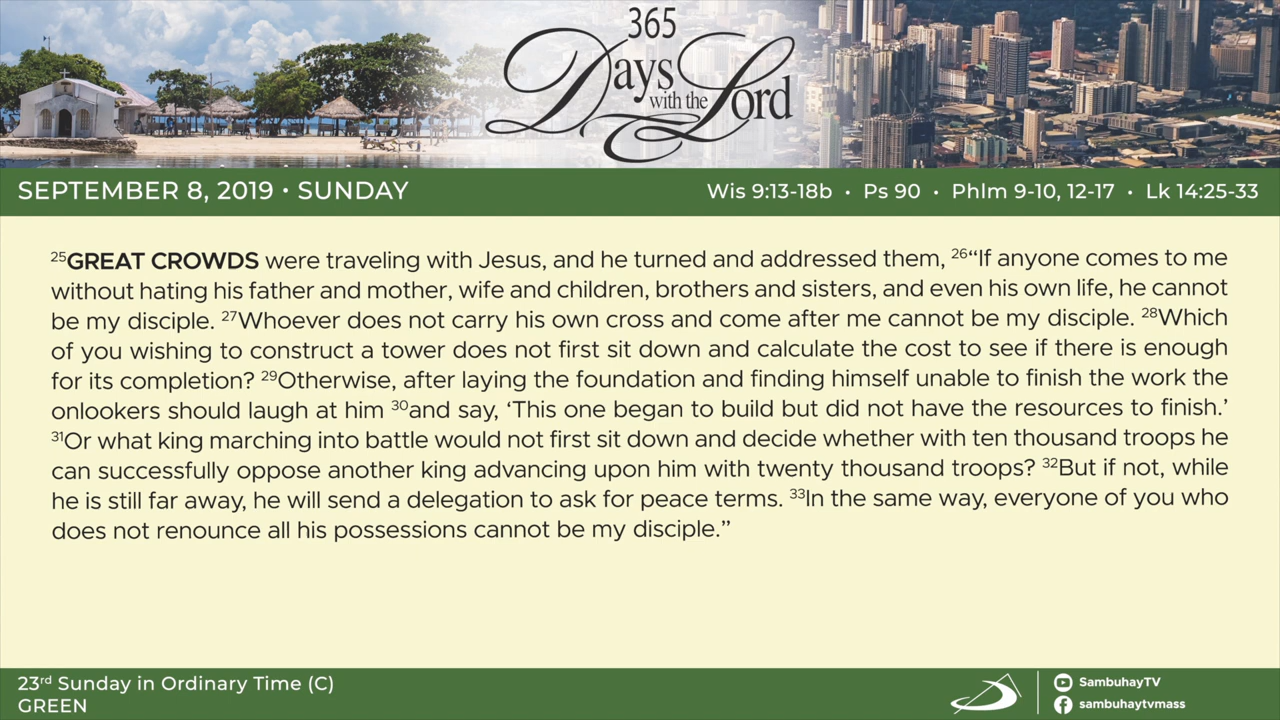 365
Days
with the
Lord
SEPTEMBER 8, 2019 • SUNDAY
Wis 9:13-18b • Ps 90 • Phlm 9-10, 12-17 • Lk 14:25-33
25GREAT CROWDS were traveling with Jesus, and he turned and addressed them, 26“If anyone comes to me
without hating his father and mother, wife and children, brothers and sisters, and even his own life, he cannot
be my disciple. 27Whoever does not carry his own cross and come after me cannot be my disciple. 28Which
of you wishing to construct a tower does not first sit down and calculate the cost to see if there is enough
for its completion? 29Otherwise, after laying the foundation and finding himself unable to finish the work the
onlookers should laugh at him 30and say, ‘This one began to build but did not have the resources to finish.’
31Or what king marching into battle would not first sit down and decide whether with ten thousand troops he
can successfully oppose another king advancing upon him with twenty thousand troops? 32But if not, while
he is still far away, he will send a delegation to ask for peace terms. 33In the same way, everyone of you who
does not renounce all his possessions cannot be my disciple.”
23rd Sunday in Ordinary Time (C)
GREEN
SambuhayTV
sambuhaytvmass